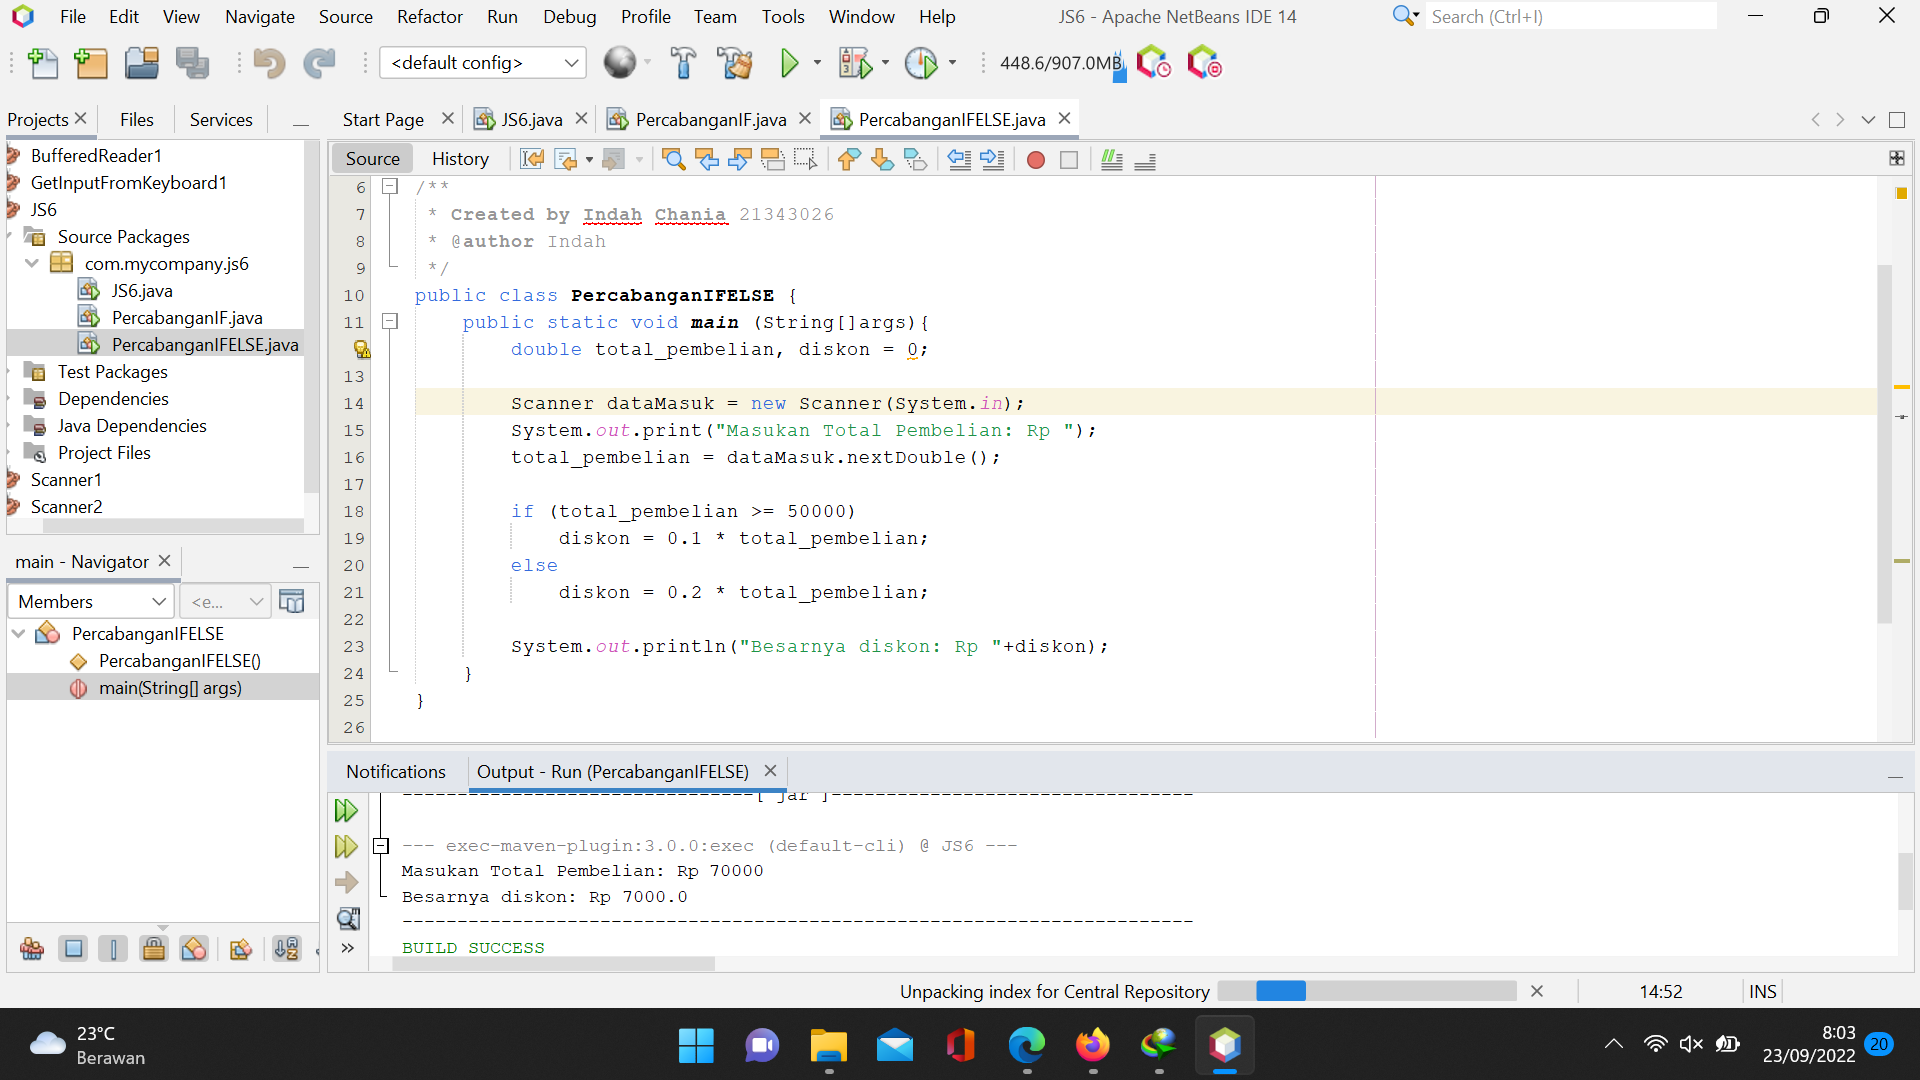 File Edit View Navigate Source Refactor Run Debug Profile Team Tools Window Help
JS6 - Apache NetBeans IDE 14
Search (Ctrl+I)
<default config>
448.6/907.0MB
Projects Files Services
Start Page JS6.java PercabanganIF.java PercabanganIFELSE.java
BufferedReader1
GetInputFromKeyboard1
JS6
Source Packages
com.mycompany.js6
JS6.java
PercabanganIF.java
PercabanganIFELSE.java
Test Packages
Dependencies
Java Dependencies
Project Files
Scanner1
Scanner2
main - Navigator
Members <e...
PercabanganIFELSE
PercabanganIFELSE()
main(String[] args)
Source History
6 /**
7 * Created by Indah Chania 21343026
8 * @author Indah
9 */
10 public class PercabanganIFELSE {
11 public static void main (String[]args){
double total_pembelian, diskon = 0;
13
14 Scanner dataMasuk = new Scanner(System.in);
15 System.out.print("Masukan Total Pembelian: Rp ");
16 total_pembelian = dataMasuk.nextDouble();
17
18 if (total_pembelian >= 50000)
19 diskon = 0.1 * total_pembelian;
20 else
21 diskon = 0.2 * total_pembelian;
22
23 System.out.println("Besarnya diskon: Rp "+diskon);
24 }
25 }
26
Notifications Output - Run (PercabanganIFELSE)
--------------------------------[ jar ]---------------------------------
--- exec-maven-plugin:3.0.0:exec (default-cli) @ JS6 ---
Masukan Total Pembelian: Rp 70000
Besarnya diskon: Rp 7000.0
------------------------------------------------------------------------
BUILD SUCCESS
Unpacking index for Central Repository
14:52 INS
23°C
Berawan
8:03
23/09/2022
20